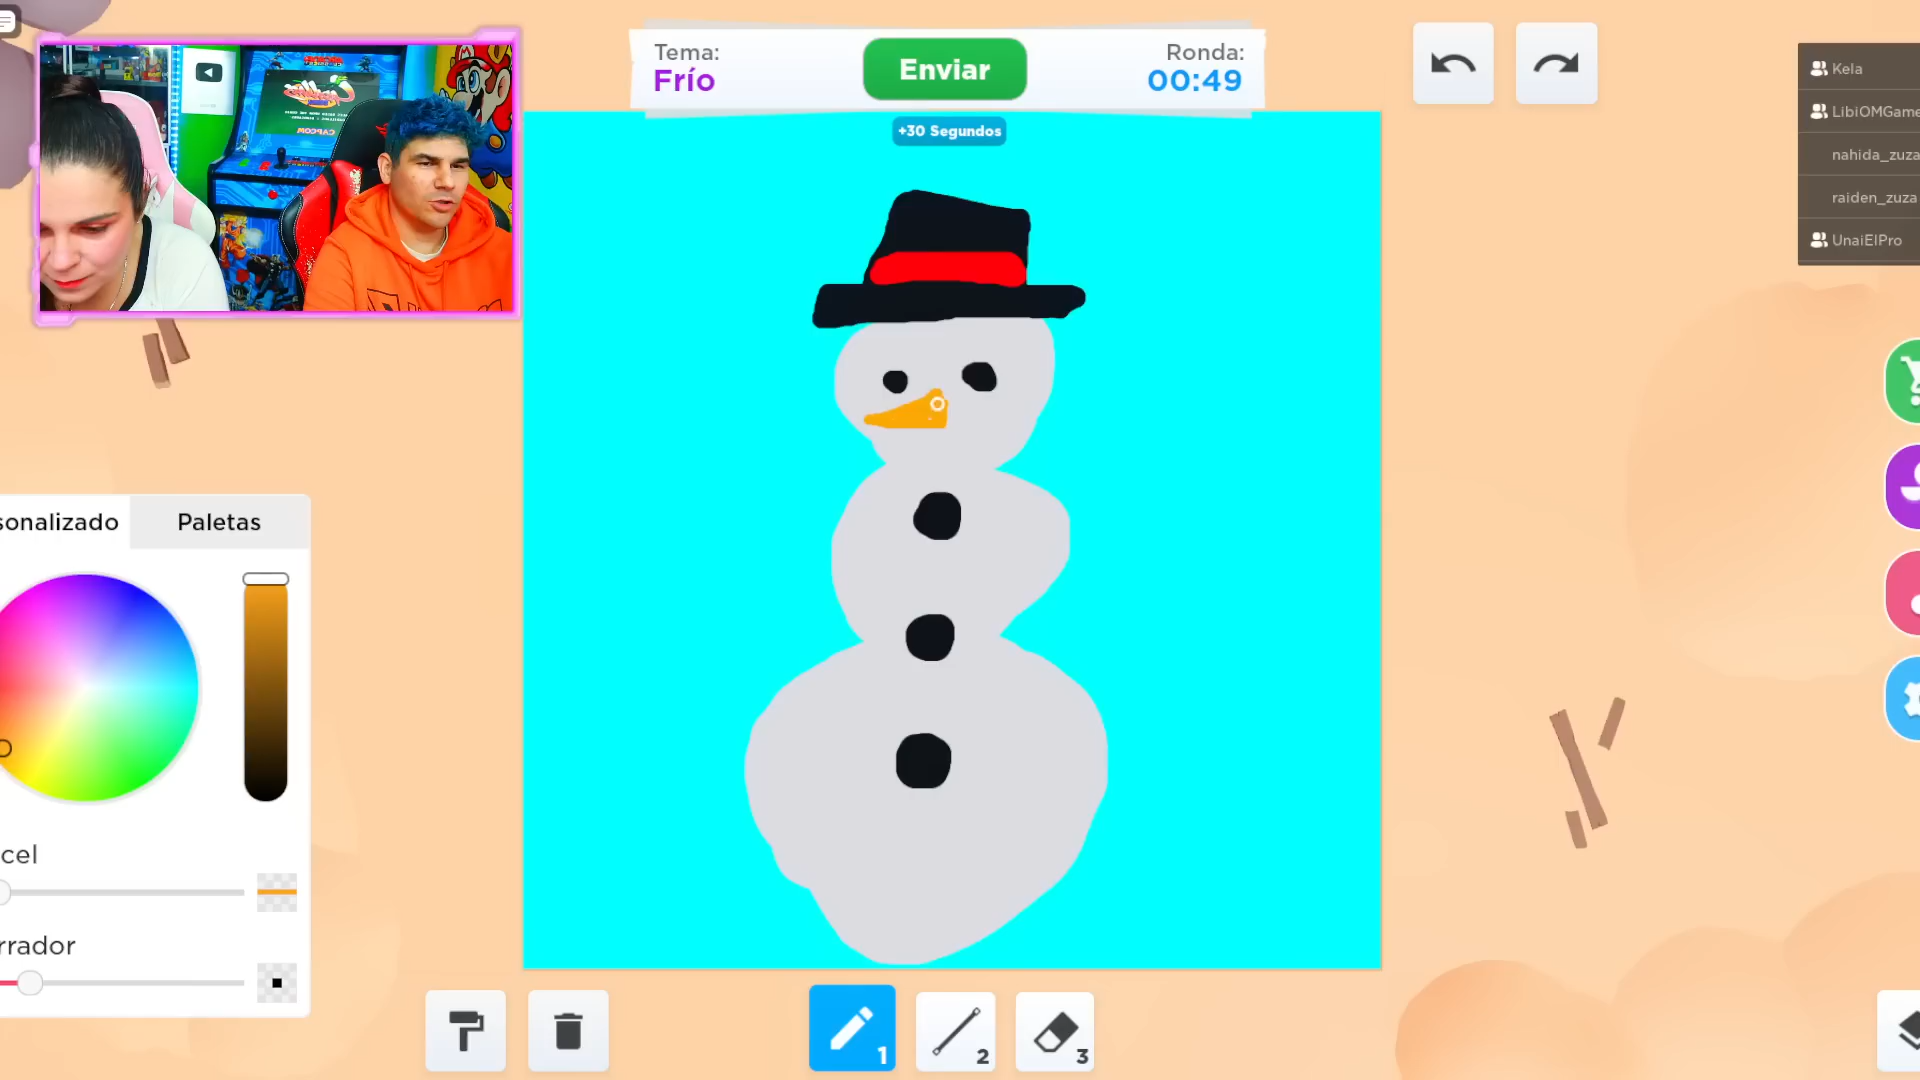 Tema:
Frío
Enviar
Ronda:
00:49
+30 Segundos
Kela
LibiOMGame
nahida_zuza
raiden_zuza
UnaiElPro
sonalizado
Paletas
cel
rrador
1
2
3
CAPCOM